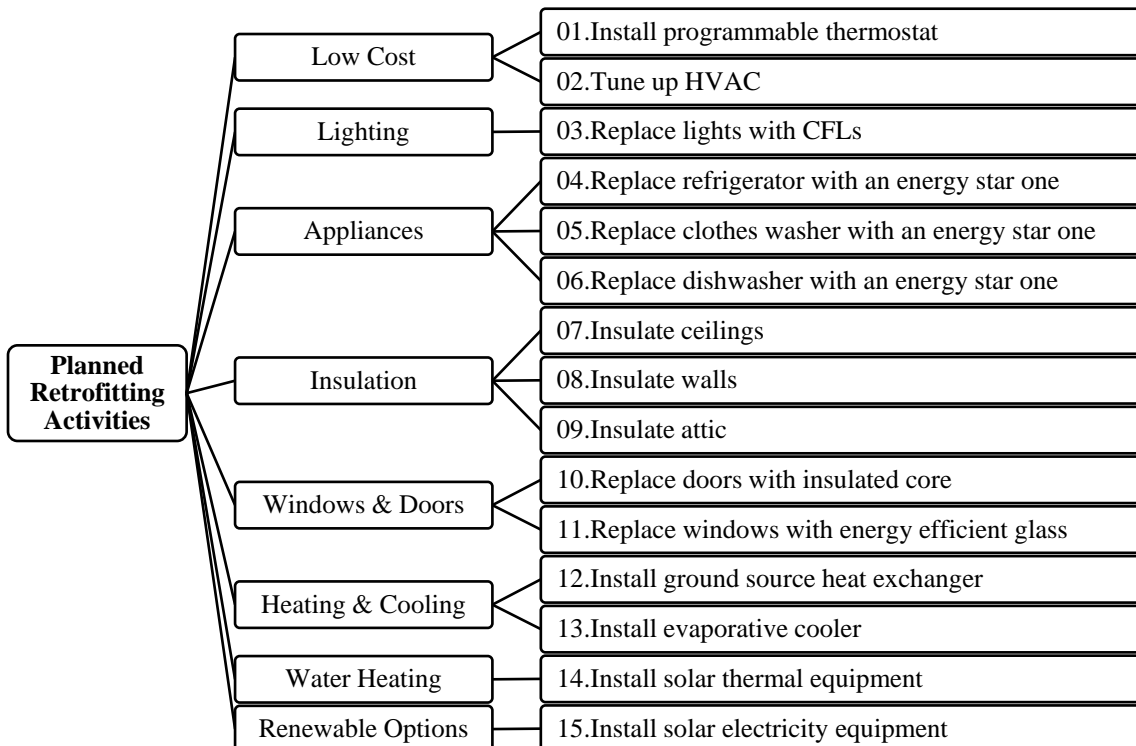 Planned
Retrofitting
Activities
Low Cost
01.Install programmable thermostat
02.Tune up HVAC
Lighting
03.Replace lights with CFLs
Appliances
04.Replace refrigerator with an energy star one
05.Replace clothes washer with an energy star one
06.Replace dishwasher with an energy star one
Insulation
07.Insulate ceilings
08.Insulate walls
09.Insulate attic
Windows & Doors
10.Replace doors with insulated core
11.Replace windows with energy efficient glass
Heating & Cooling
12.Install ground source heat exchanger
13.Install evaporative cooler
Water Heating
14.Install solar thermal equipment
Renewable Options
15.Install solar electricity equipment